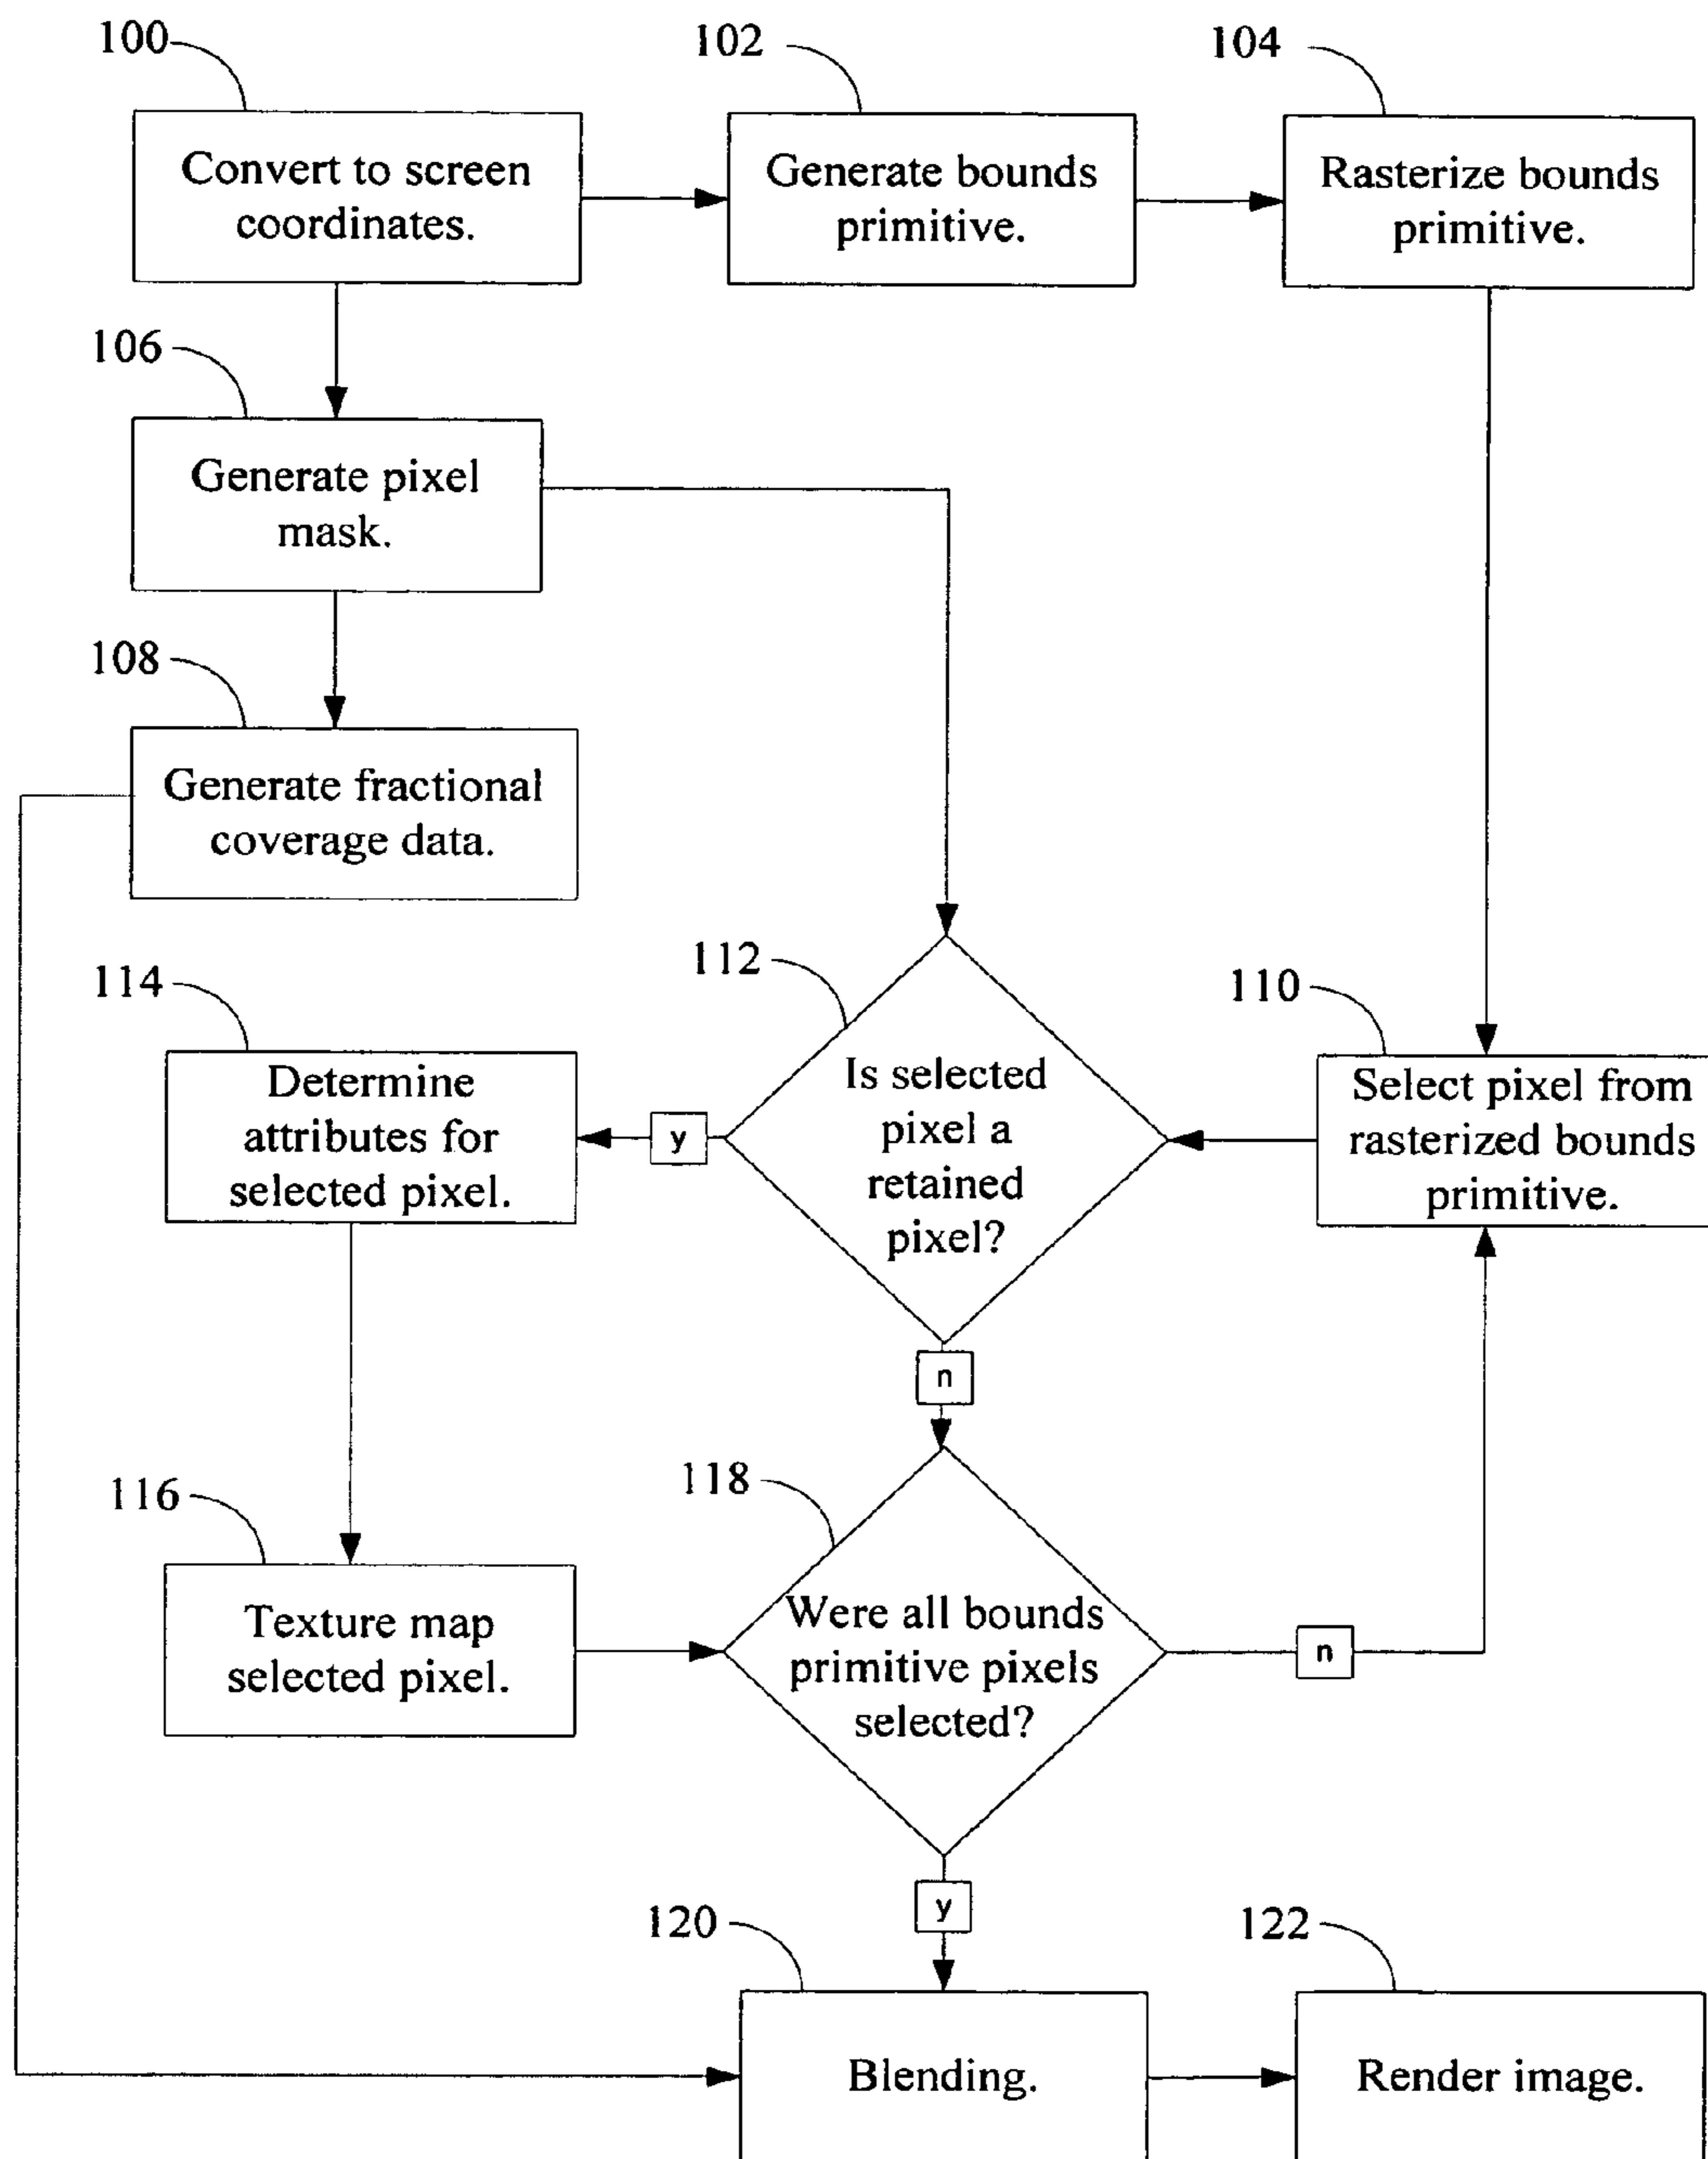 100
102
104
Convert to screen
coordinates.
Generate bounds
primitive.
Rasterize bounds
primitive.
106
Generate pixel
mask.
108
Generate fractional
coverage data.
112
114
110
Determine
attributes for
selected pixel.
y
Is selected
pixel a
retained
pixel?
Select pixel from
rasterized bounds
primitive.
n
118
116
Texture map
selected pixel.
Were all bounds
primitive pixels
selected?
n
y
120
122
Blending.
Render image.